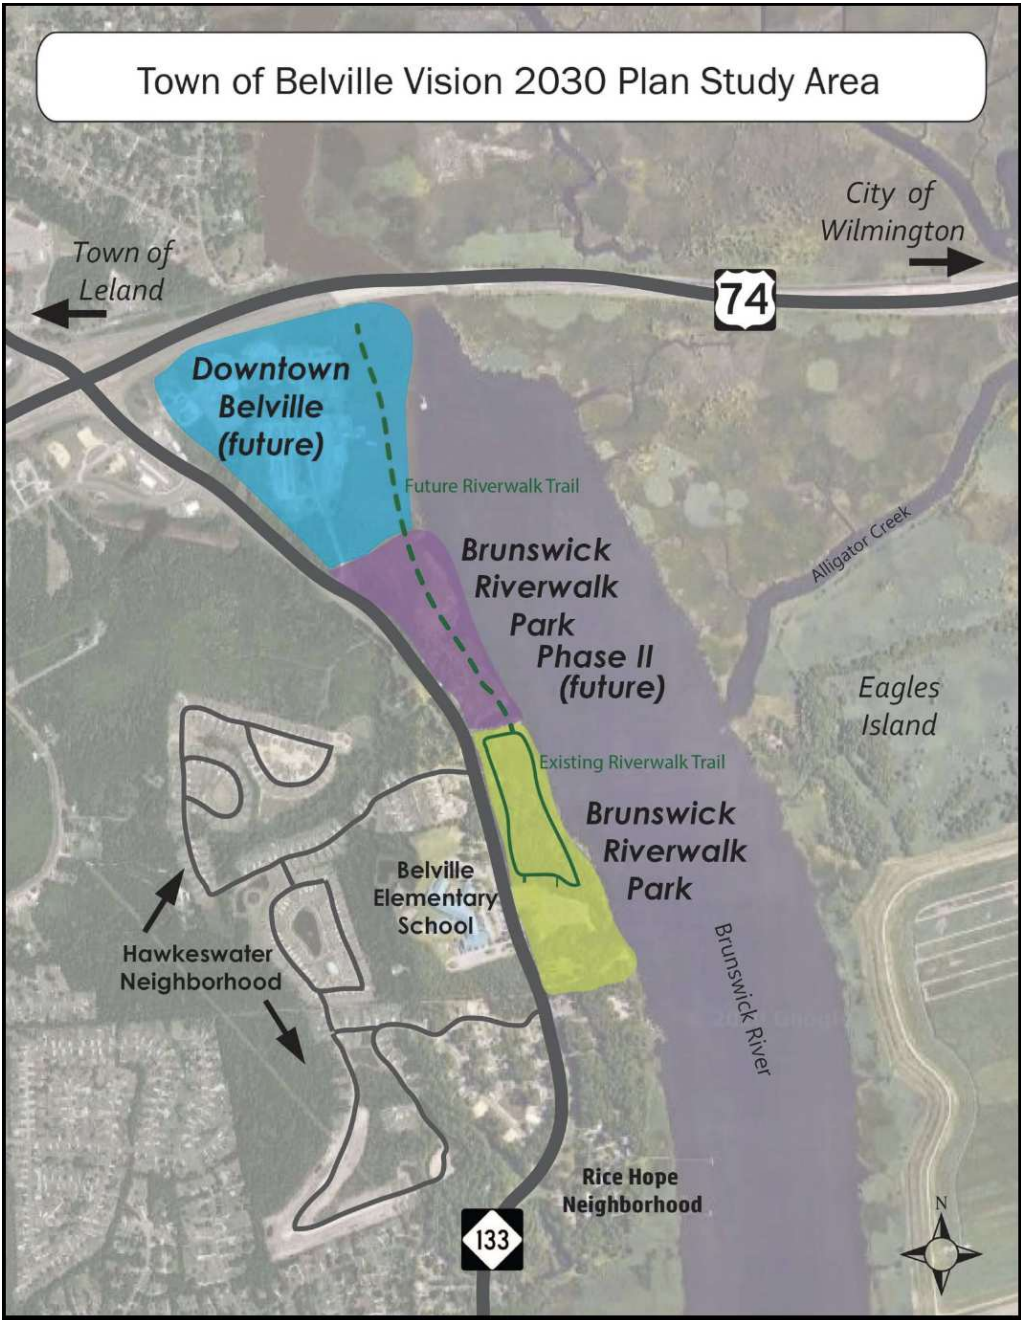 Town of Belville Vision 2030 Plan Study Area
City of
Wilmington
Town of
Leland
74
Downtown
Belville
(future)
Future Riverwalk Trail
Brunswick
Riverwalk
Park
Phase II
(future)
Alligator Creek
Eagles
Island
Existing Riverwalk Trail
Brunswick
Riverwalk
Park
Belville
Elementary
School
Hawkeswater
Neighborhood
Brunswick River
Rice Hope
Neighborhood
N
133